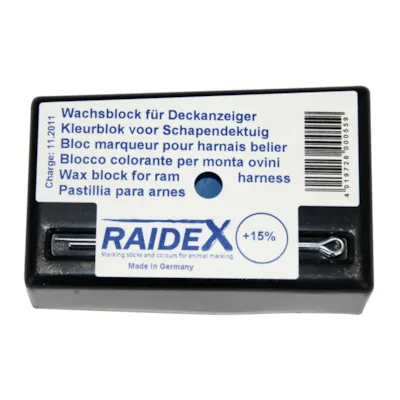 Wachsblock für Deckanzeiger
Kleurblok voor Schapendektuig
Bloc marqueur pour harnais belier
Blocco colorante per monta ovini
Wax block for ram harness
Pastillia para arnes
Charge: 11.2011
4019726000559
RAIDEX
+15%
Marking sticks and colours for animal marking.
Made in Germany